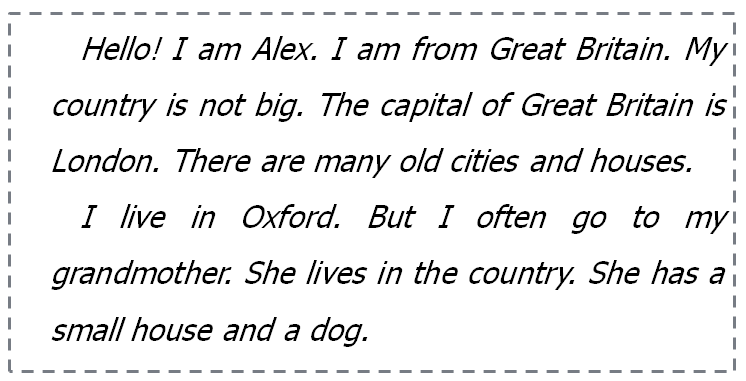 Hello! I am Alex. I am from Great Britain. My
country is not big. The capital of Great Britain is
London. There are many old cities and houses.
I live in Oxford. But I often go to my
grandmother. She lives in the country. She has a
small house and a dog.